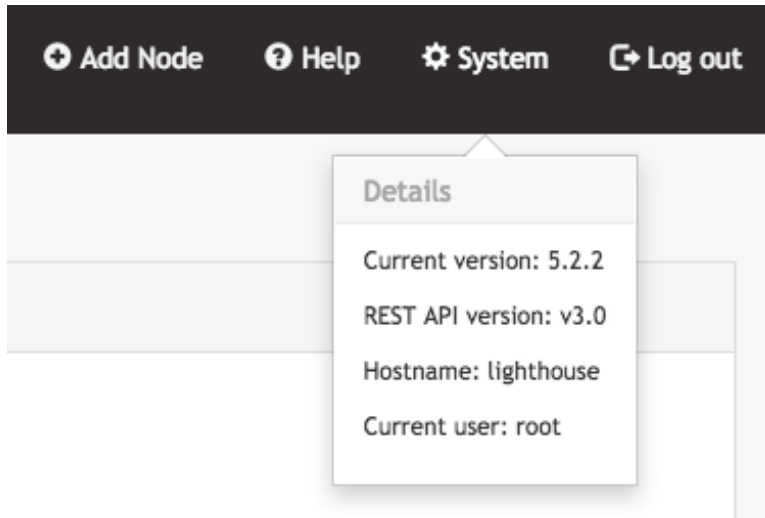 Add Node Help System Log out
Details
Current version: 5.2.2
REST API version: v3.0
Hostname: lighthouse
Current user: root